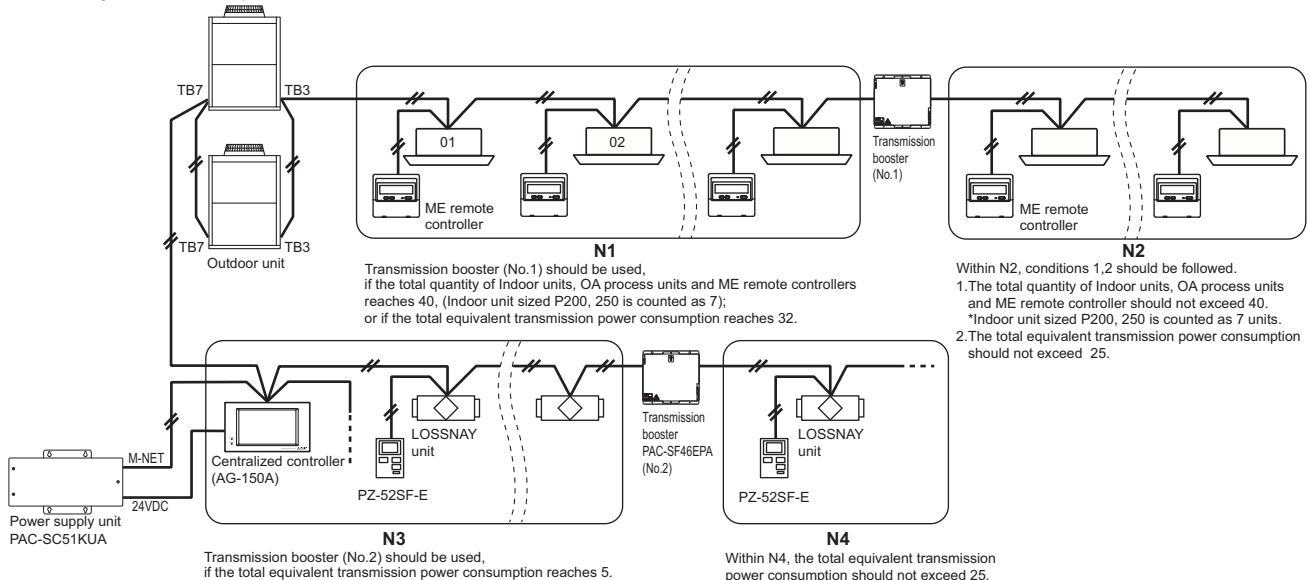 TB7
TB3
TB7
TB3
Outdoor unit
01
02
ME remote
controller
Transmission
booster
(No.1)
ME remote
controller
N1
Transmission booster (No.1) should be used,
if the total quantity of Indoor units, OA process units and ME remote controllers
reaches 40, (Indoor unit sized P200, 250 is counted as 7);
or if the total equivalent transmission power consumption reaches 32.
N2
Within N2, conditions 1,2 should be followed.
1.The total quantity of Indoor units, OA process units
and ME remote controller should not exceed 40.
*Indoor unit sized P200, 250 is counted as 7 units.
2.The total equivalent transmission power consumption
should not exceed 25.
M-NET
24VDC
Power supply unit
PAC-SC51KUA
Centralized controller
(AG-150A)
LOSSNAY
unit
PZ-52SF-E
Transmission
booster
PAC-SF46EPA
(No.2)
LOSSNAY
unit
PZ-52SF-E
N3
Transmission booster (No.2) should be used,
if the total equivalent transmission power consumption reaches 5.
N4
Within N4, the total equivalent transmission
power consumption should not exceed 25.